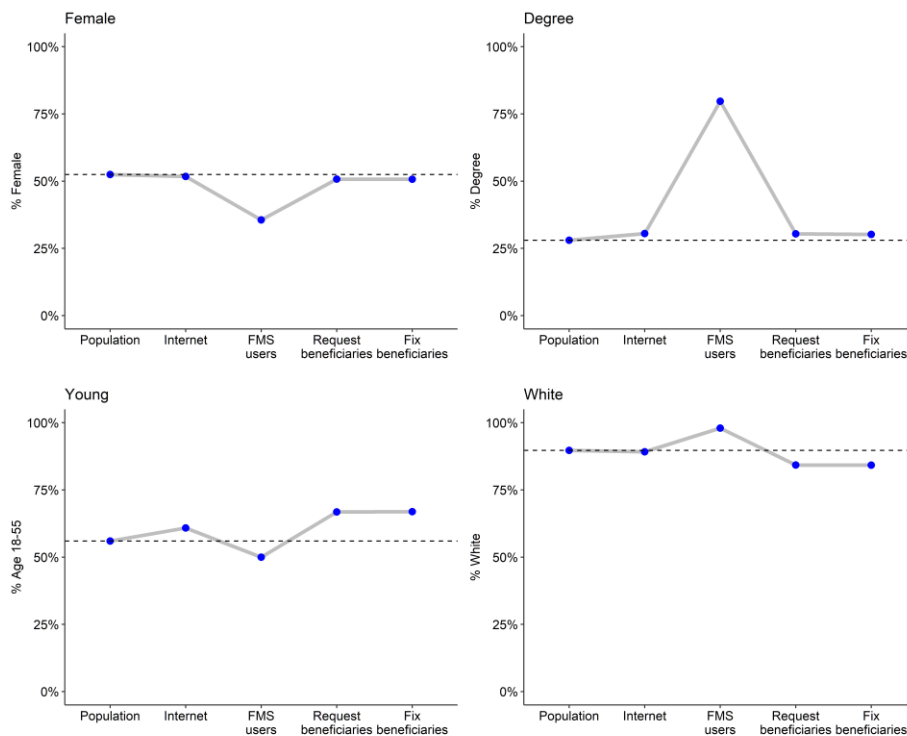 Female
100%
75%
50%
25%
0%
% Female
Population
Internet
FMS
users
Request
beneficiaries
Fix
beneficiaries
Degree
100%
75%
50%
25%
0%
% Degree
Population
Internet
FMS
users
Request
beneficiaries
Fix
beneficiaries
Young
100%
75%
50%
25%
0%
% Age 18-55
Population
Internet
FMS
users
Request
beneficiaries
Fix
beneficiaries
White
100%
75%
50%
25%
0%
% White
Population
Internet
FMS
users
Request
beneficiaries
Fix
beneficiaries